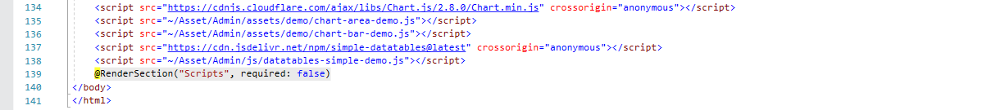 134 <script src="https://cdnjs.cloudflare.com/ajax/libs/Chart.js/2.8.0/Chart.min.js" crossorigin="anonymous"></script>
135 <script src="~/Asset/Admin/assets/demo/chart-area-demo.js"></script>
136 <script src="~/Asset/Admin/assets/demo/chart-bar-demo.js"></script>
137 <script src="https://cdn.jsdelivr.net/npm/simple-datatables@latest" crossorigin="anonymous"></script>
138 <script src="~/Asset/Admin/js/datatables-simple-demo.js"></script>
139 @RenderSection("Scripts", required: false)
140 </body>
141 </html>